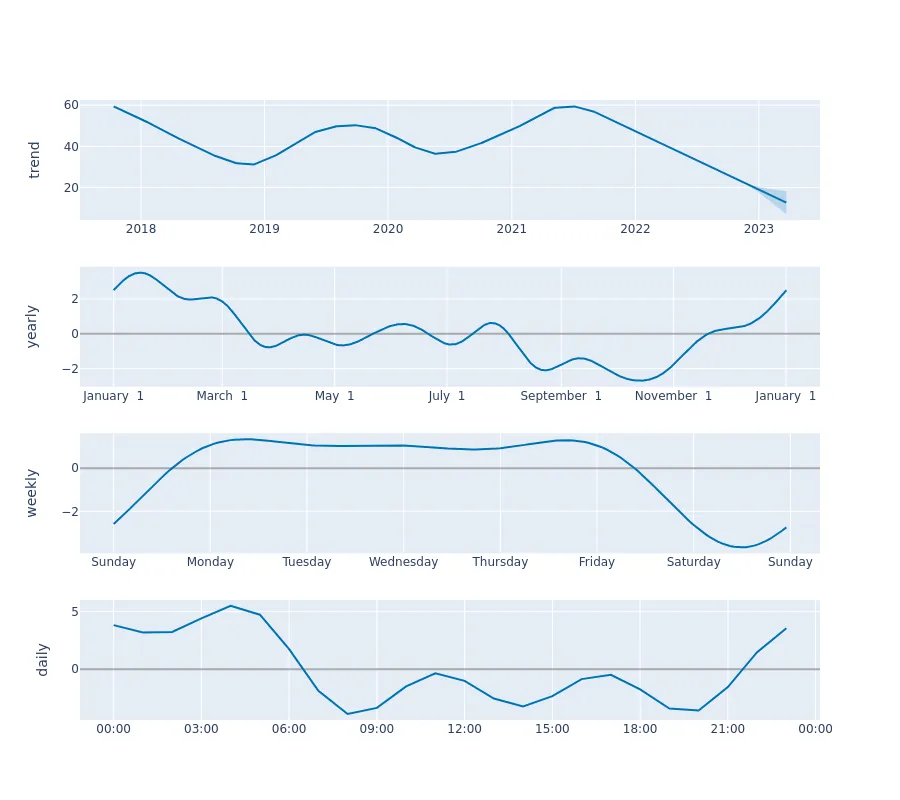 trend
60
40
20
2018 2019 2020 2021 2022 2023
yearly
2
0
−2
January 1 March 1 May 1 July 1 September 1 November 1 January 1
weekly
0
−2
Sunday Monday Tuesday Wednesday Thursday Friday Saturday Sunday
daily
5
0
00:00 03:00 06:00 09:00 12:00 15:00 18:00 21:00 00:00